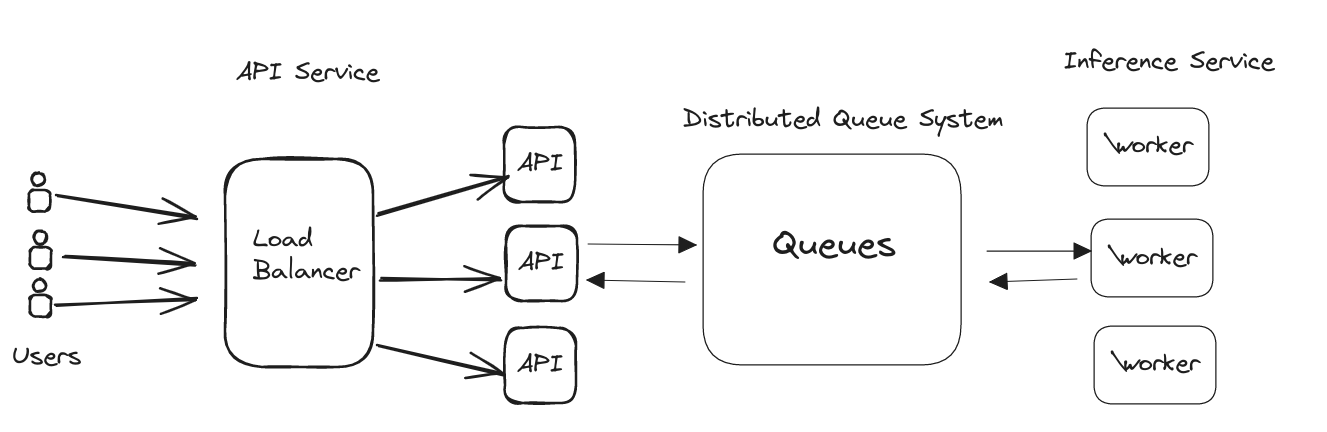 API Service
Inference Service
Distributed Queue System
Users
Load
Balancer
API
API
API
Queues
worker
worker
worker